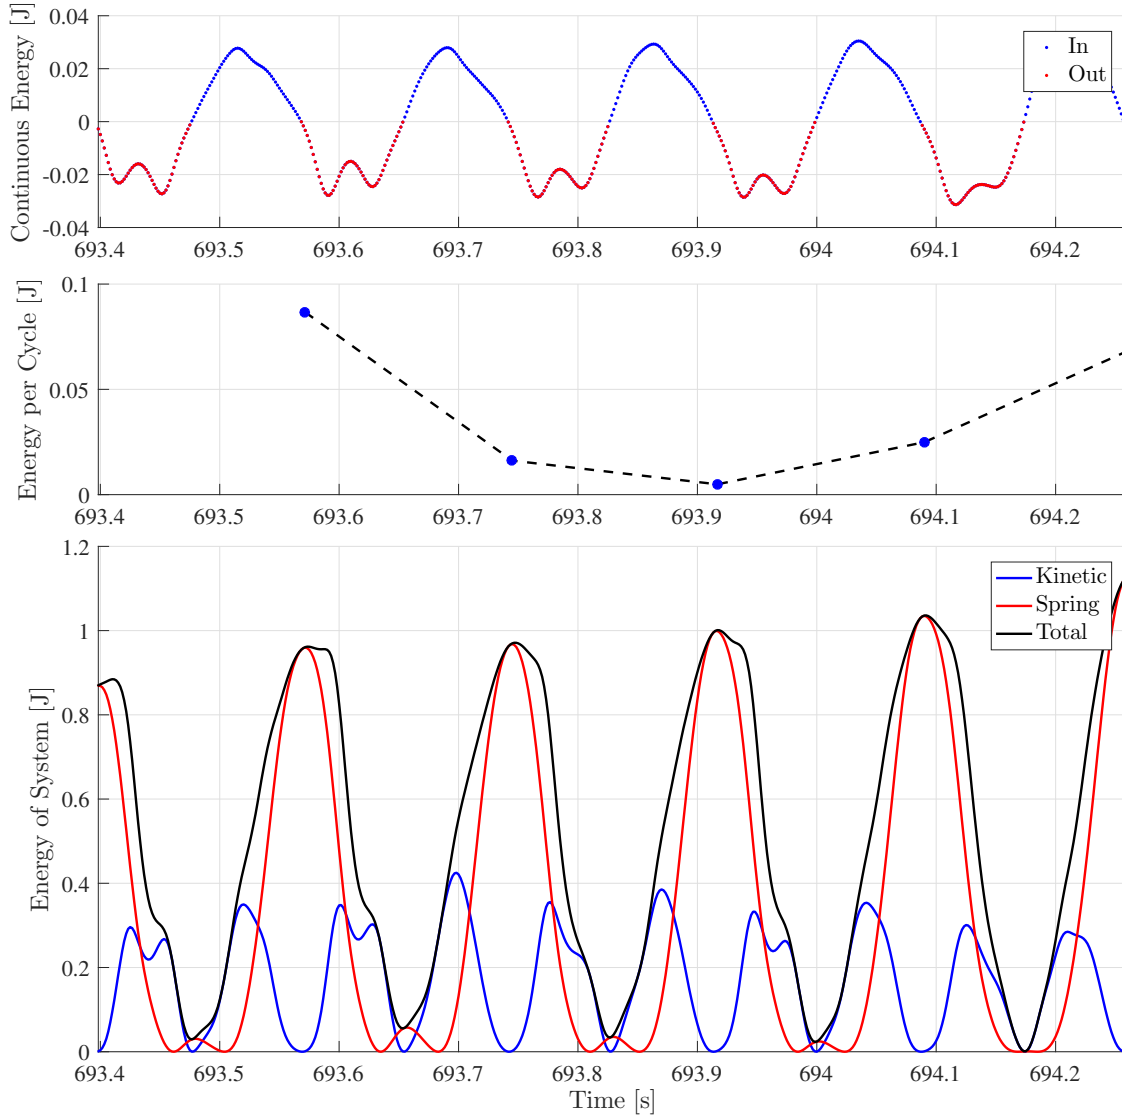 Continuous Energy [J]
0.04
0.02
0
-0.02
-0.04
In
Out
693.4 693.5 693.6 693.7 693.8 693.9 694 694.1 694.2
Energy per Cycle [J]
0.1
0.05
0
693.4 693.5 693.6 693.7 693.8 693.9 694 694.1 694.2
Energy of System [J]
1.2
1
0.8
0.6
0.4
0.2
0
Kinetic
Spring
Total
693.4 693.5 693.6 693.7 693.8 693.9 694 694.1 694.2
Time [s]